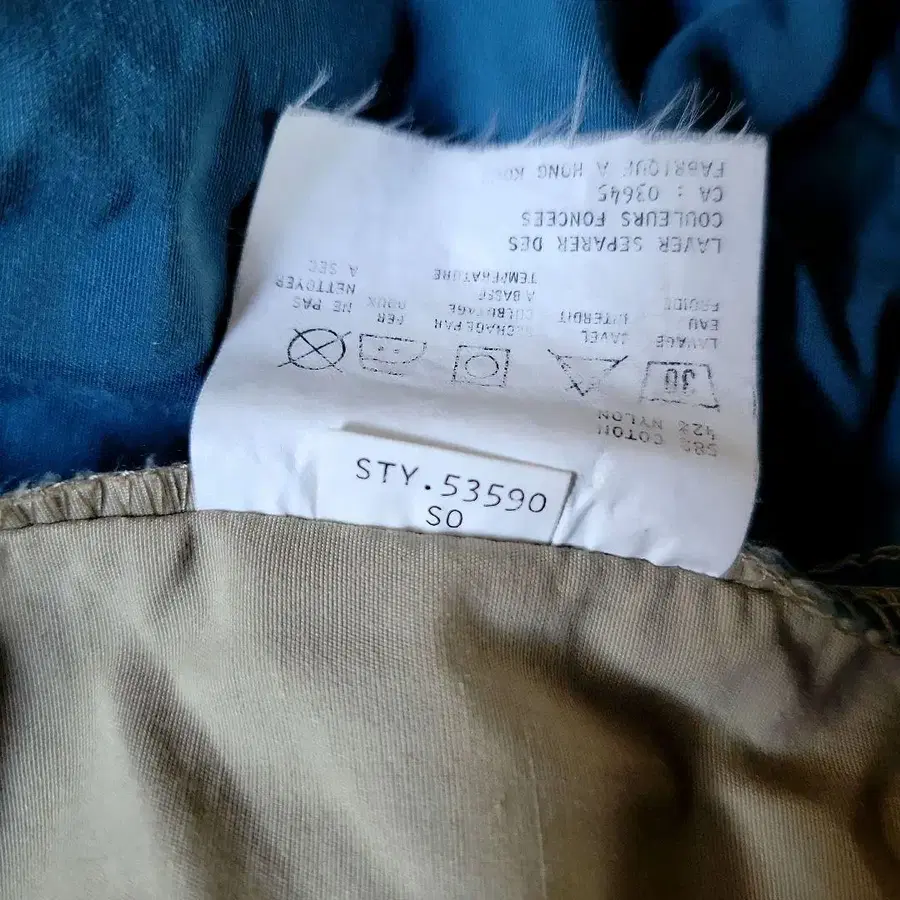 58% COTON
42% NYLON
30
LAVAGE JAVEL SECHAGE PAR FER NE PAS
EAU INTERDIT CULBUTAGE DOUX NETTOYER
FROIDE A BASSE A SEC
TEMPERATURE
LAVER SEPARER DES
COULEURS FONCEES
CA : 03645
FABRIQUE A HONG
STY.53590
SO